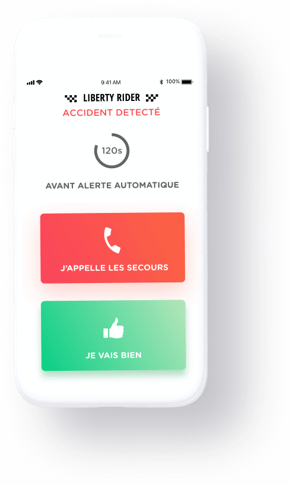 9:41 AM 100%
LIBERTY RIDER
ACCIDENT DETECTÉ
120s
AVANT ALERTE AUTOMATIQUE
J'APPELLE LES SECOURS
JE VAIS BIEN